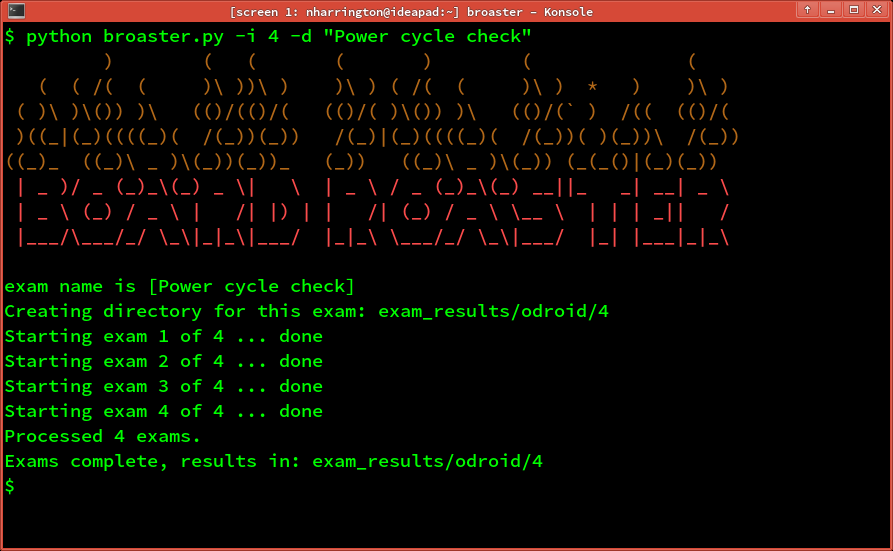 [screen 1: nharrington@ideapad:~] broaster – Konsole
$ python broaster.py -i 4 -d "Power cycle check"
BOARD ROASTER
exam name is [Power cycle check]
Creating directory for this exam: exam_results/odroid/4
Starting exam 1 of 4 ... done
Starting exam 2 of 4 ... done
Starting exam 3 of 4 ... done
Starting exam 4 of 4 ... done
Processed 4 exams.
Exams complete, results in: exam_results/odroid/4
$